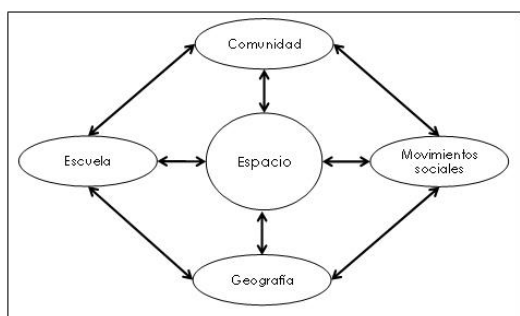 Comunidad
Escuela
Espacio
Movimientos
sociales
Geografía